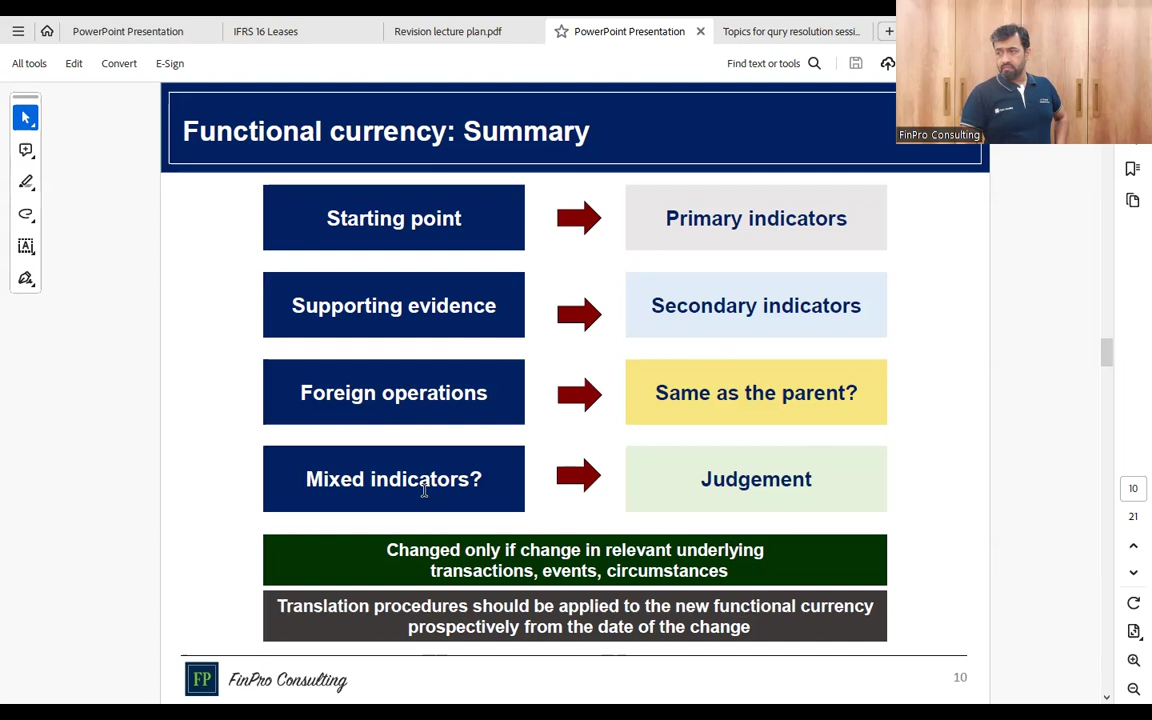 PowerPoint Presentation
IFRS 16 Leases
Revision lecture plan.pdf
PowerPoint Presentation
Topics for qury resolution sessi...
All tools
Edit
Convert
E-Sign
Find text or tools
FinPro Consulting
Functional currency: Summary
Starting point
Primary indicators
Supporting evidence
Secondary indicators
Foreign operations
Same as the parent?
Mixed indicators?
Judgement
Changed only if change in relevant underlying
transactions, events, circumstances
Translation procedures should be applied to the new functional currency
prospectively from the date of the change
FP
FinPro Consulting
10
10
21